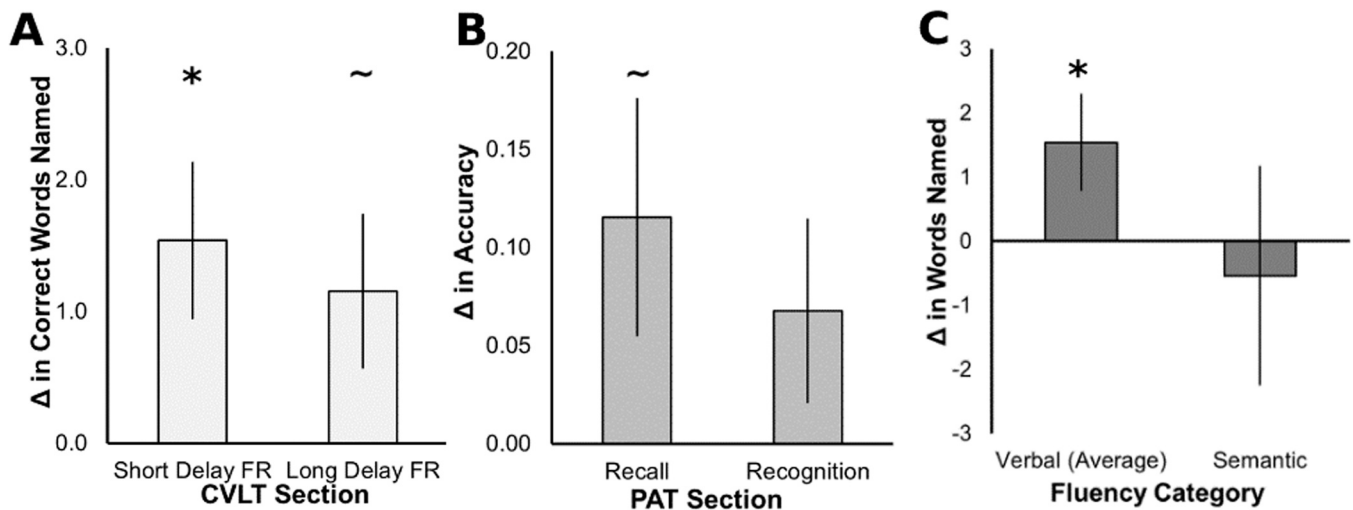 A
Δ in Correct Words Named
3.0
2.0
1.0
0.0
*
~
Short Delay FR
Long Delay FR
CVLT Section
B
Δ in Accuracy
0.20
0.15
0.10
0.05
0.00
~
Recall
Recognition
PAT Section
C
Δ in Words Named
3
2
1
0
-1
-2
-3
*
Verbal (Average)
Semantic
Fluency Category